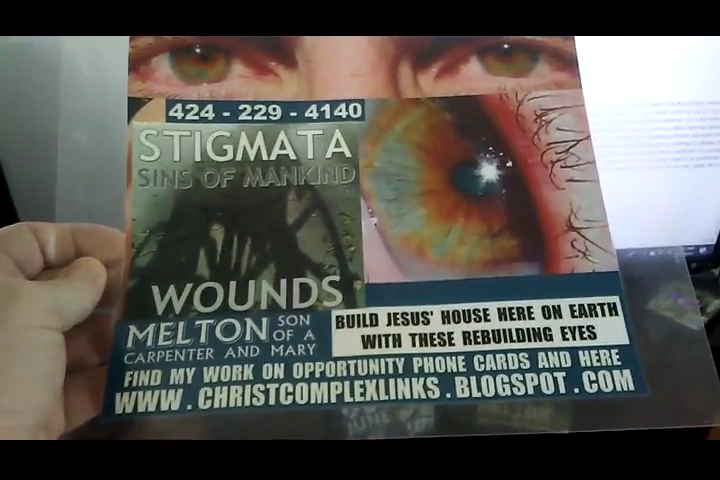 424 - 229 - 4140
STIGMATA
SINS OF MANKIND
WOUNDS
MELTON SON OF A
CARPENTER AND MARY
BUILD JESUS' HOUSE HERE ON EARTH
WITH THESE REBUILDING EYES
FIND MY WORK ON OPPORTUNITY PHONE CARDS AND HERE
WWW . CHRISTCOMPLEXLINKS . BLOGSPOT . COM